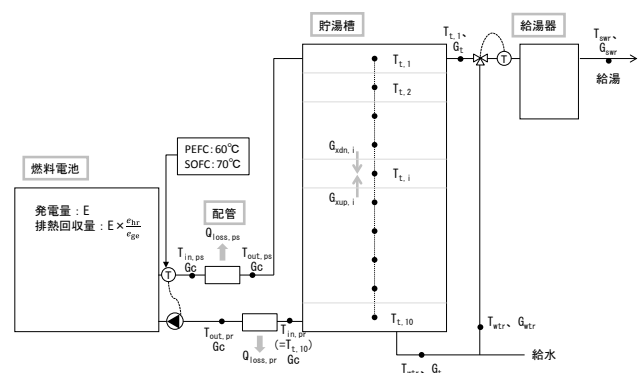 貯湯槽
給湯器
T_t,1、
G_t
T_swr、
G_swr
給湯
T
T_t,1
T_t,2
G_xdn,i
T_t,i
G_xup,i
T_t,10
PEFC:60℃
SOFC:70℃
燃料電池
発電量：E
排熱回収量：E×e_hr/e_ge
配管
Q_loss,ps
T_in,ps
Gc
T_out,ps
Gc
T
T_out,pr
Gc
T_in,pr
(=T_t,10)
Gc
Q_loss,pr
T_wtr、G_wtr
給水
T_wtr、G_t